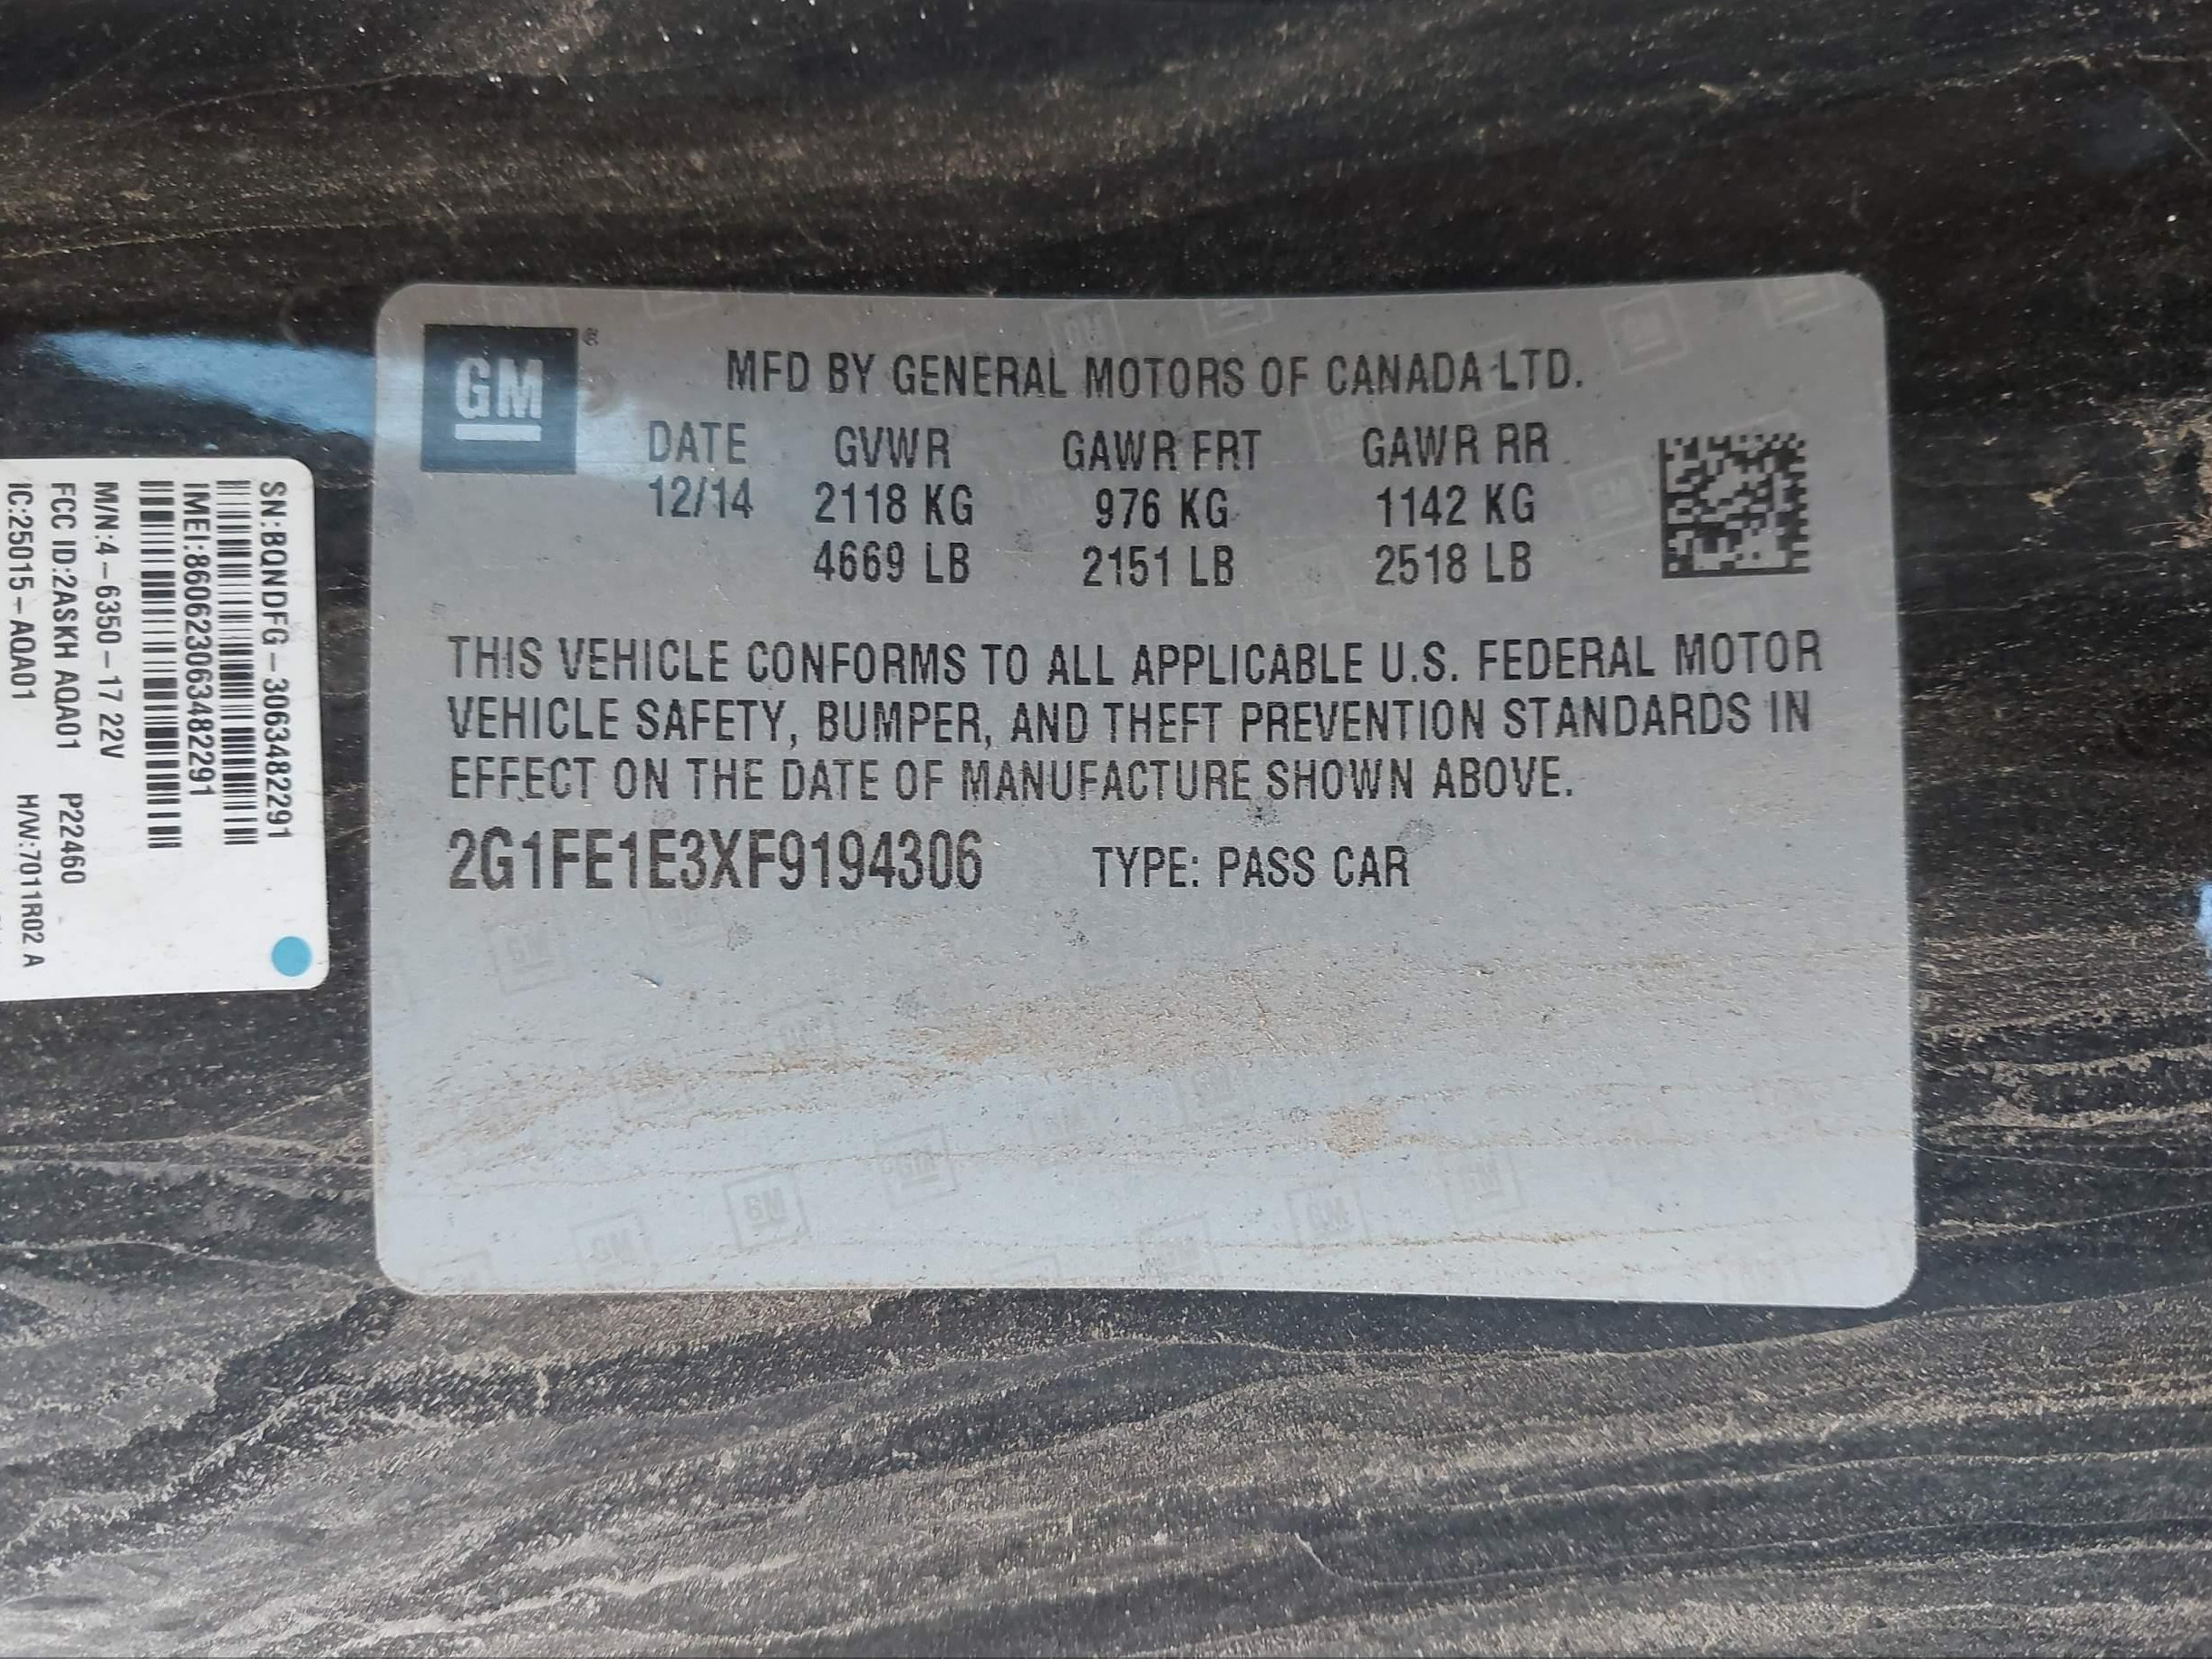 GM®
MFD BY GENERAL MOTORS OF CANADA LTD.
DATE GVWR GAWR FRT GAWR RR
12/14 2118 KG 976 KG 1142 KG
4669 LB 2151 LB 2518 LB
THIS VEHICLE CONFORMS TO ALL APPLICABLE U.S. FEDERAL MOTOR
VEHICLE SAFETY, BUMPER, AND THEFT PREVENTION STANDARDS IN
EFFECT ON THE DATE OF MANUFACTURE SHOWN ABOVE.
2G1FE1E3XF9194306 TYPE: PASS CAR
SN:BQNDFG-3063482291
IMEI:860623063482291
M/N:4-6350-17 22V
FCC ID:2ASKH AQA01 P22460
IC:25015-AQA01 H/W:7011R02 A